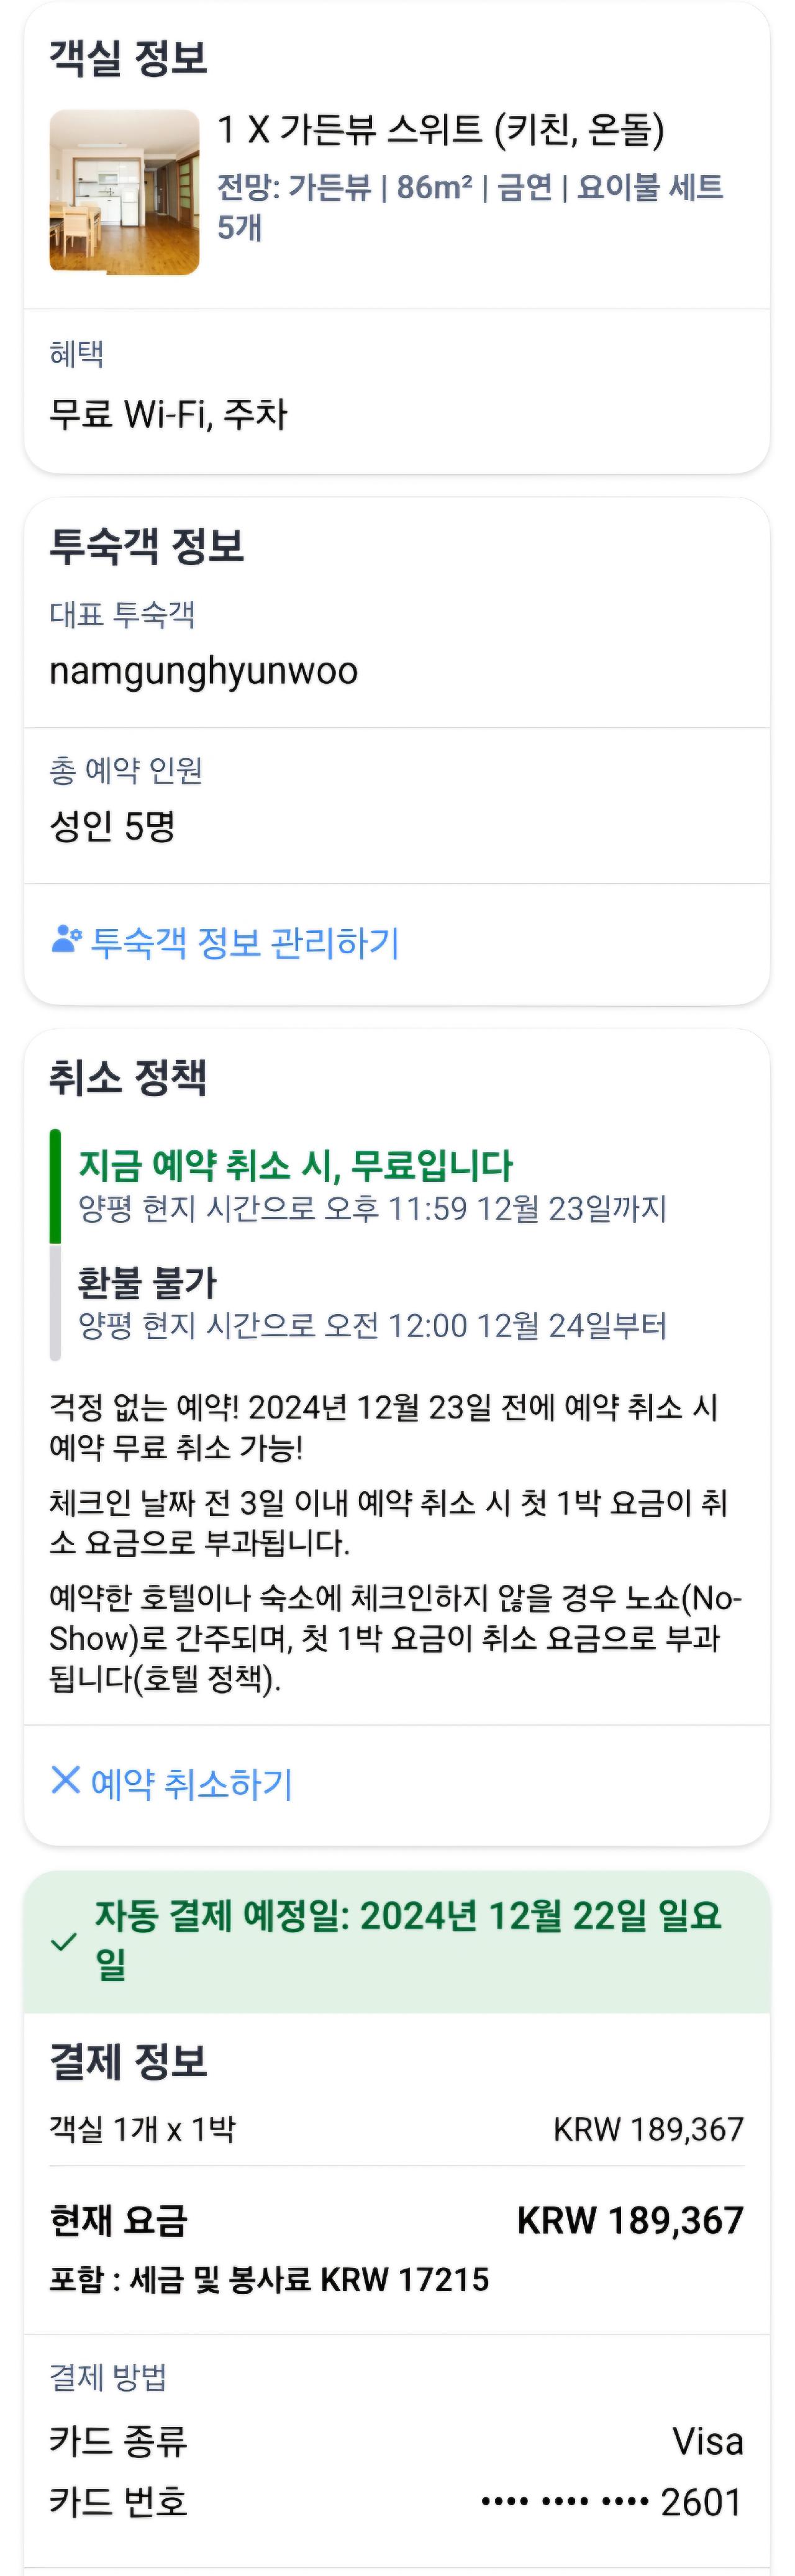 객실 정보
1 X 가든뷰 스위트 (키친, 온돌)
전망: 가든뷰 | 86m² | 금연 | 요이불 세트
5개
혜택
무료 Wi-Fi, 주차
투숙객 정보
대표 투숙객
namgunghyunwoo
총 예약 인원
성인 5명
투숙객 정보 관리하기
취소 정책
지금 예약 취소 시, 무료입니다
양평 현지 시간으로 오후 11:59 12월 23일까지
환불 불가
양평 현지 시간으로 오전 12:00 12월 24일부터
걱정 없는 예약! 2024년 12월 23일 전에 예약 취소 시
예약 무료 취소 가능!
체크인 날짜 전 3일 이내 예약 취소 시 첫 1박 요금이 취
소 요금으로 부과됩니다.
예약한 호텔이나 숙소에 체크인하지 않을 경우 노쇼(No-
Show)로 간주되며, 첫 1박 요금이 취소 요금으로 부과
됩니다(호텔 정책).
예약 취소하기
자동 결제 예정일: 2024년 12월 22일 일요
일
결제 정보
객실 1개 x 1박 KRW 189,367
현재 요금 KRW 189,367
포함 : 세금 및 봉사료 KRW 17215
결제 방법
카드 종류 Visa
카드 번호 •••• •••• •••• 2601